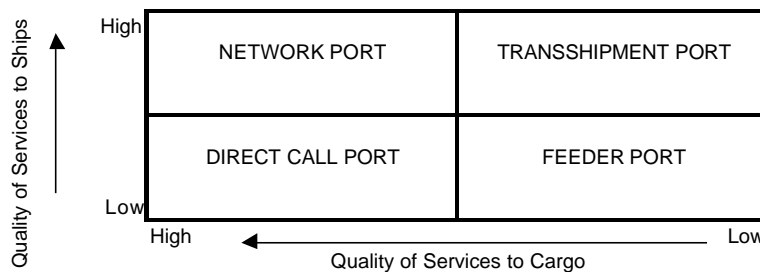 High
NETWORK PORT
TRANSSHIPMENT PORT
Quality of Services to Ships
DIRECT CALL PORT
FEEDER PORT
Low
High
Low
Quality of Services to Cargo